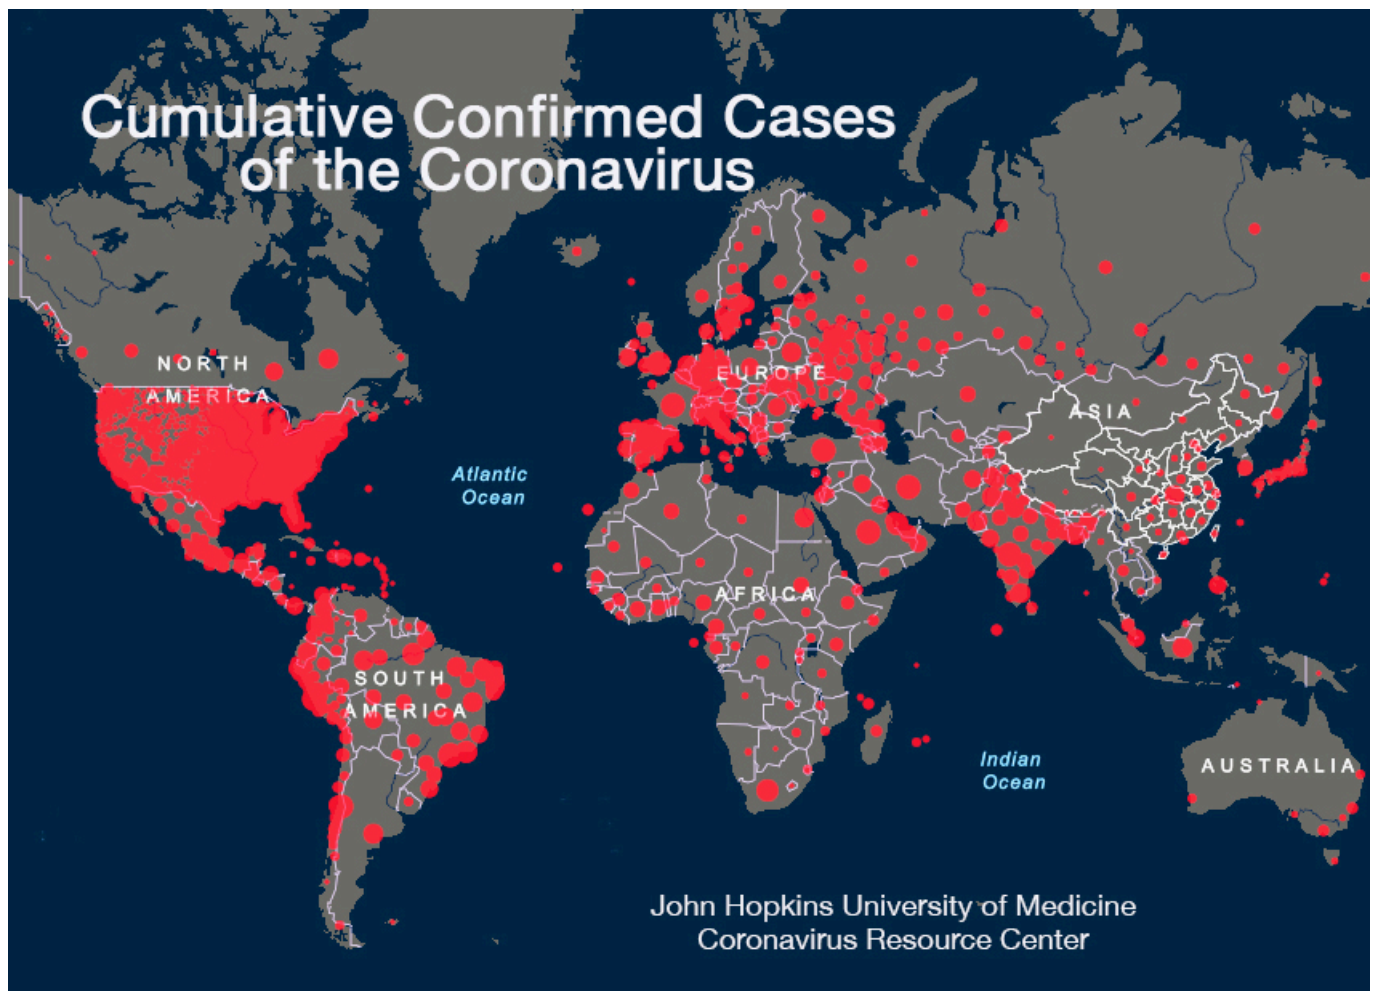 Cumulative Confirmed Cases
of the Coronavirus
NORTH
AMERICA
EUROPE
ASIA
Atlantic
Ocean
AFRICA
SOUTH
AMERICA
Indian
Ocean
AUSTRALIA
John Hopkins University of Medicine
Coronavirus Resource Center